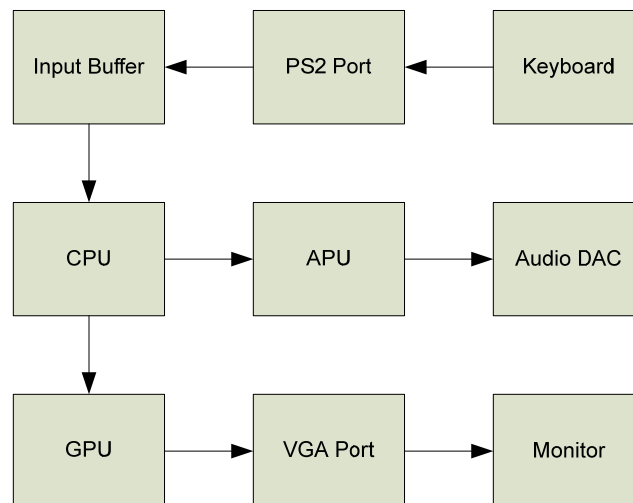 Input Buffer
PS2 Port
Keyboard
CPU
APU
Audio DAC
GPU
VGA Port
Monitor